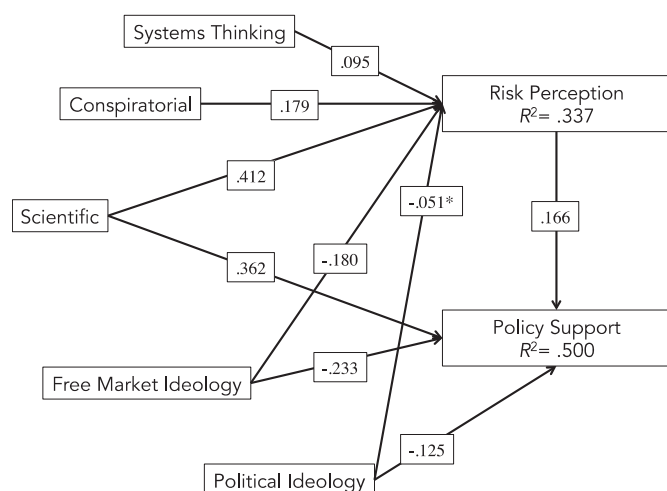 Systems Thinking
.095
Risk Perception
R²= .337
Conspiratorial
.179
.412
-.051*
Scientific
.166
.362
-.180
Policy Support
R²= .500
Free Market Ideology
-.233
-.125
Political Ideology